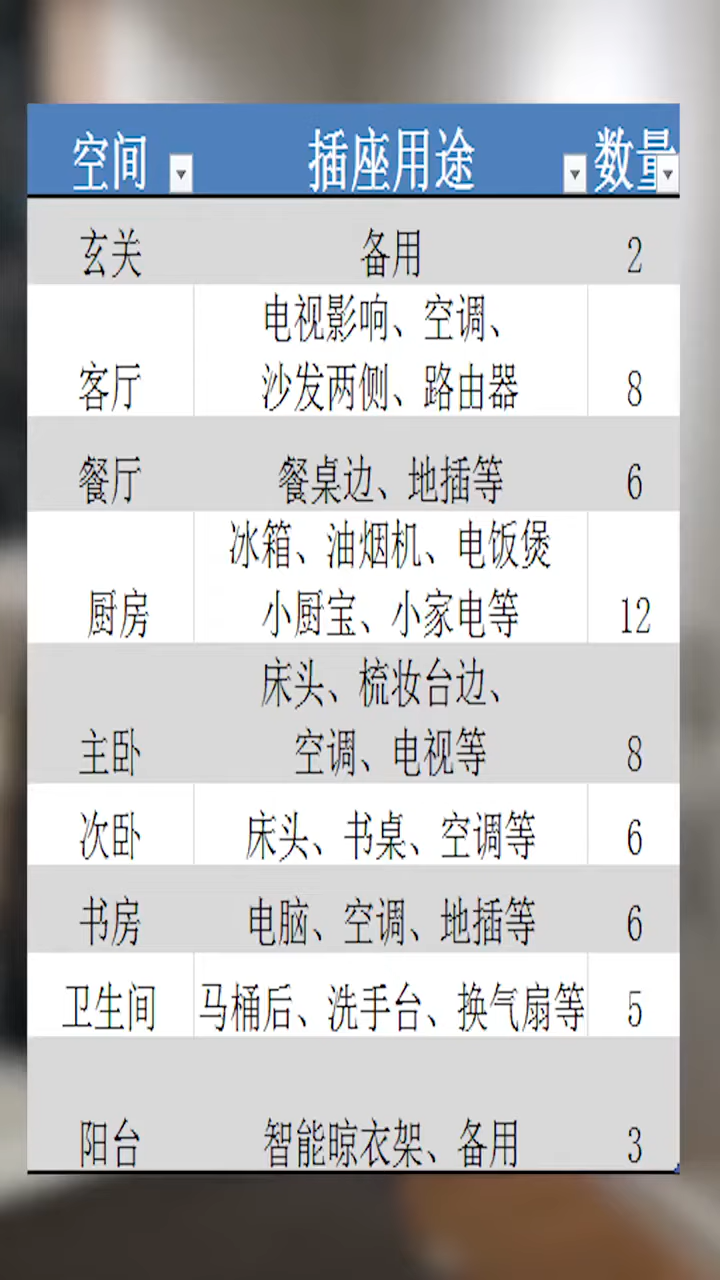 空间 插座用途 数量
玄关 备用 2
电视影响、空调、
客厅 沙发两侧、路由器 8
餐厅 餐桌边、地插等 6
冰箱、油烟机、电饭煲
厨房 小厨宝、小家电等 12
床头、梳妆台边、
主卧 空调、电视等 8
次卧 床头、书桌、空调等 6
书房 电脑、空调、地插等 6
卫生间 马桶后、洗手台、换气扇等 5
阳台 智能晾衣架、备用 3